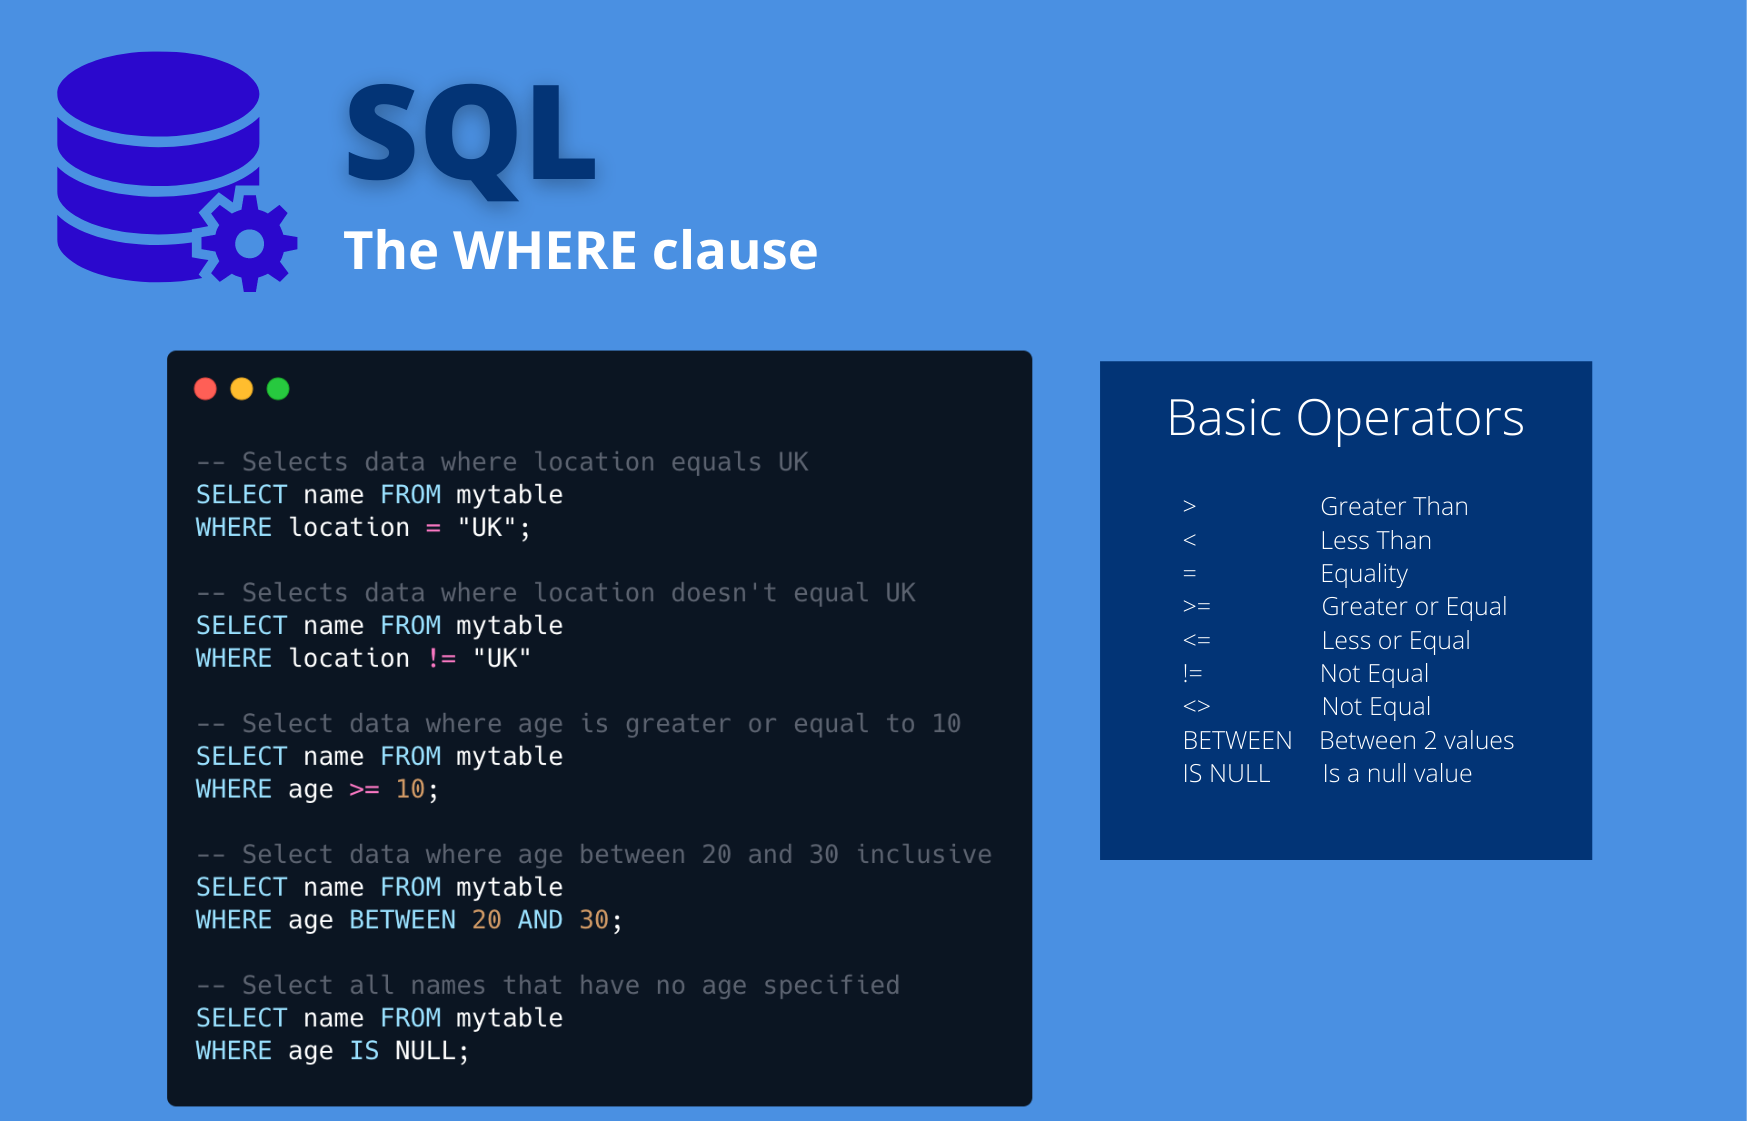 SQL
The WHERE clause
-- Selects data where location equals UK
SELECT name FROM mytable
WHERE location = "UK";
-- Selects data where location doesn't equal UK
SELECT name FROM mytable
WHERE location != "UK"
-- Select data where age is greater or equal to 10
SELECT name FROM mytable
WHERE age >= 10;
-- Select data where age between 20 and 30 inclusive
SELECT name FROM mytable
WHERE age BETWEEN 20 AND 30;
-- Select all names that have no age specified
SELECT name FROM mytable
WHERE age IS NULL;
Basic Operators
> Greater Than
< Less Than
= Equality
>= Greater or Equal
<= Less or Equal
!= Not Equal
<> Not Equal
BETWEEN Between 2 values
IS NULL Is a null value